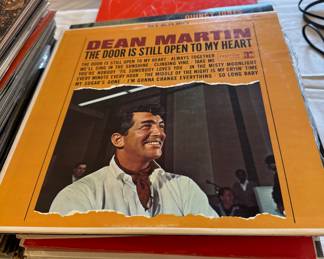 DEAN MARTIN
THE DOOR IS STILL OPEN TO MY HEART
THE DOOR IS STILL OPEN TO MY HEART · ALWAYS TOGETHER
WE'LL SING IN THE SUNSHINE · CLINGING VINE · TAKE ME
YOU'RE NOBODY 'TIL SOMEBODY LOVES YOU · IN THE MISTY MOONLIGHT
EVERY MINUTE EVERY HOUR · THE MIDDLE OF THE NIGHT IS MY CRYIN' TIME
MY SUGAR'S GONE · I'M GONNA CHANGE EVERYTHING · SO LONG BABY